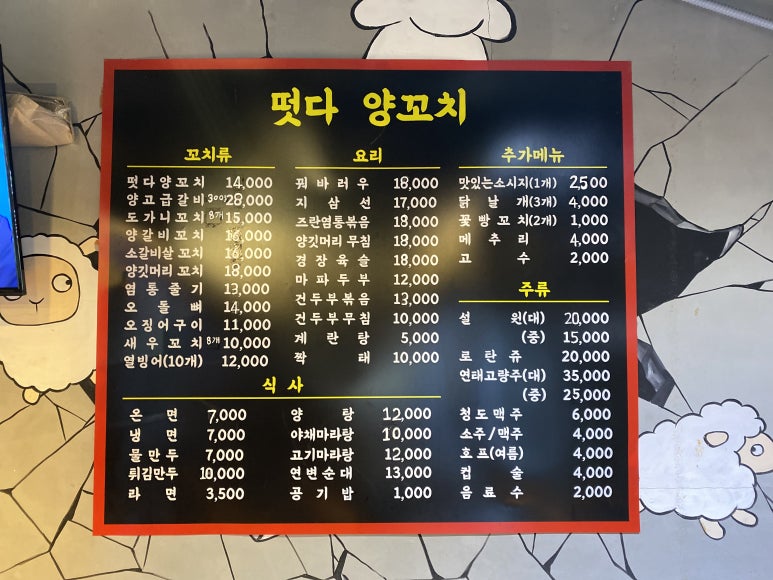 떳다 양꼬치
꼬치류
떳다양꼬치 14,000
양고급갈비 300g 28,000
도가니꼬치 8개 15,000
양갈비꼬치 16,000
소갈비살꼬치 16,000
양깃머리꼬치 18,000
염통줄기 13,000
오돌뼈 14,000
오징어구이 11,000
새우꼬치 8개 10,000
열빙어(10개) 12,000
요리
꿔바러우 18,000
지삼선 17,000
즈란염통볶음 18,000
양깃머리무침 18,000
경장육슬 18,000
마파두부 12,000
건두부볶음 13,000
건두부무침 10,000
계란탕 5,000
짝태 10,000
추가메뉴
맛있는소시지(1개) 2,500
닭날개(3개) 4,000
꽃빵꼬치(2개) 1,000
메추리 4,000
고수 2,000
주류
설원(대) 20,000
(중) 15,000
로란쥬 20,000
연태고량주(대) 35,000
(중) 25,000
청도맥주 6,000
소주/맥주 4,000
호프(여름) 4,000
컵술 4,000
음료수 2,000
식사
온면 7,000
냉면 7,000
물만두 7,000
튀김만두 10,000
라면 3,500
양탕 12,000
야채마라탕 10,000
고기마라탕 12,000
연변순대 13,000
공기밥 1,000